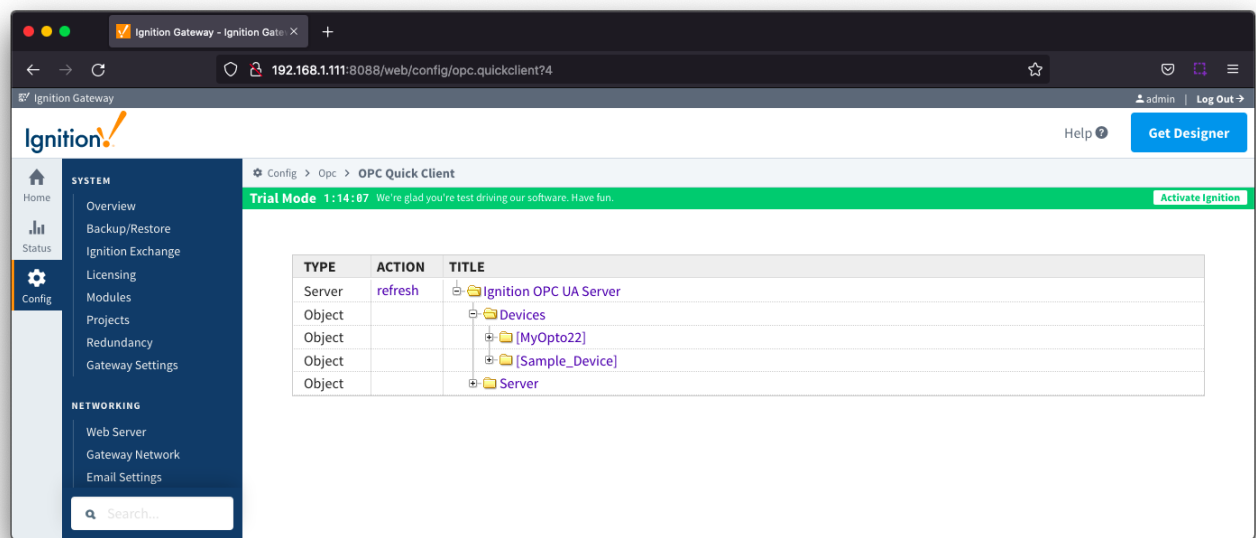 Ignition Gateway - Ignition Gate
192.168.1.111:8088/web/config/opc.quickclient?4
Ignition Gateway
admin | Log Out
Ignition!
Help
Get Designer
Home
Status
Config
SYSTEM
Overview
Backup/Restore
Ignition Exchange
Licensing
Modules
Projects
Redundancy
Gateway Settings
NETWORKING
Web Server
Gateway Network
Email Settings
Search...
Config > Opc > OPC Quick Client
Trial Mode 1:14:07 We're glad you're test driving our software. Have fun.
Activate Ignition
TYPE ACTION TITLE
Server refresh Ignition OPC UA Server
Object Devices
Object [MyOpto22]
Object [Sample_Device]
Object Server